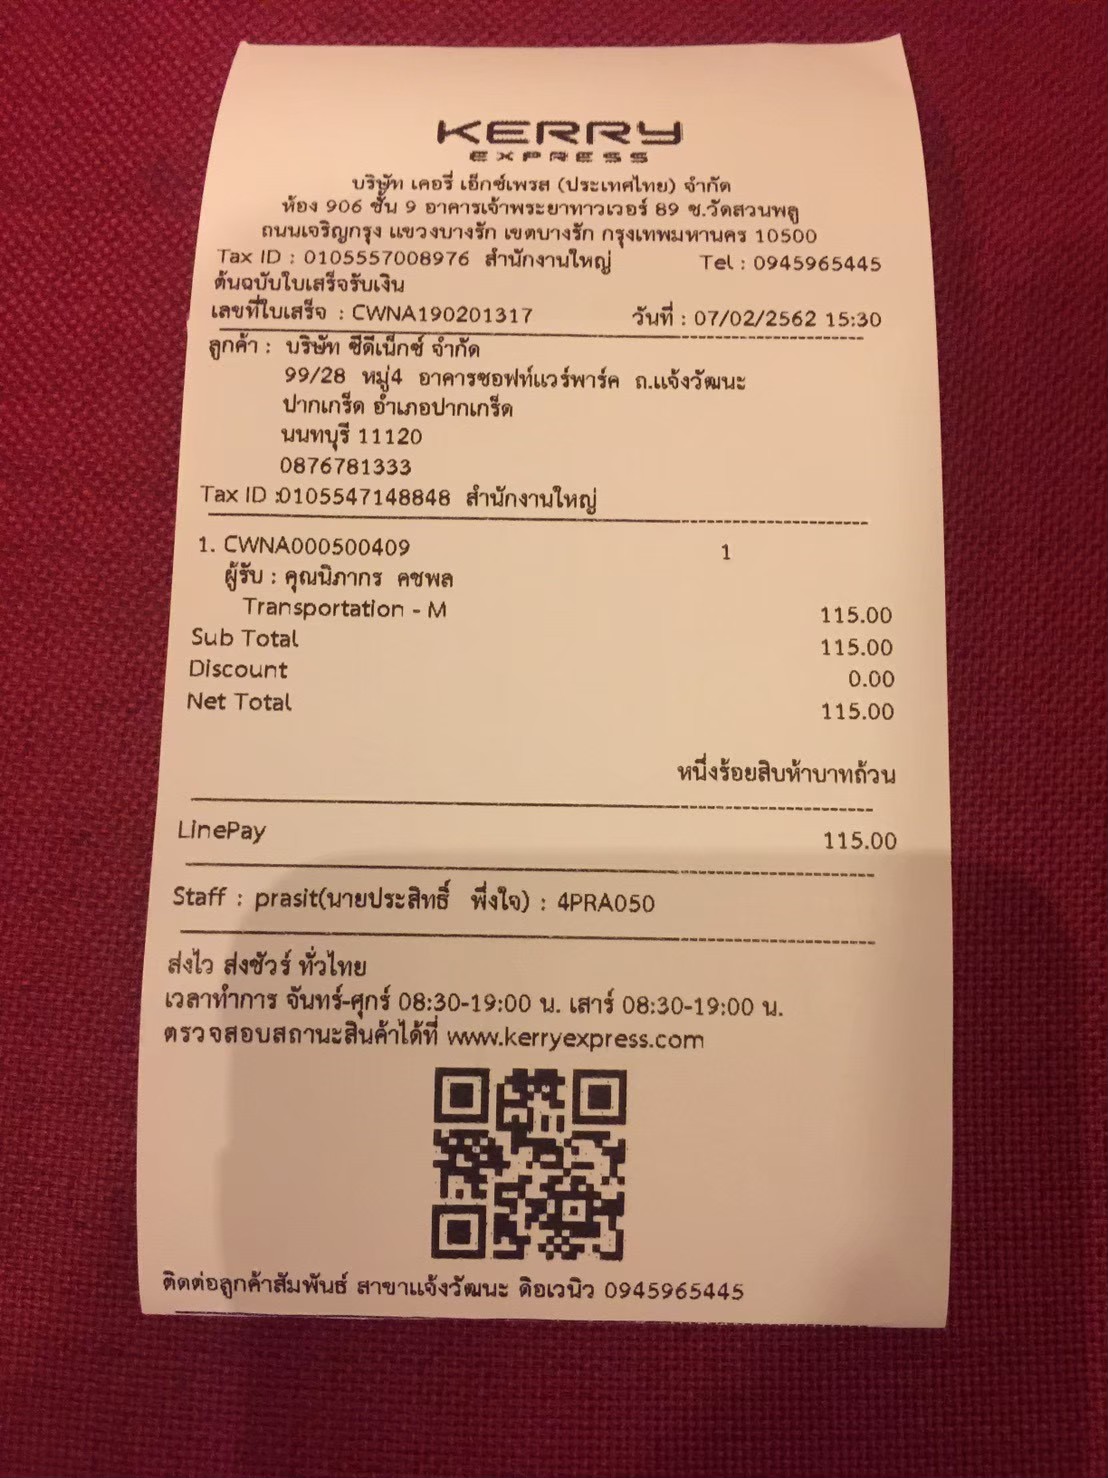 KERRY
EXPRESS
บริษัท เคอรี่ เอ็กซ์เพรส (ประเทศไทย) จำกัด
ห้อง 906 ชั้น 9 อาคารเจ้าพระยาทาวเวอร์ 89 ซ.วัดสวนพลู
ถนนเจริญกรุง แขวงบางรัก เขตบางรัก กรุงเทพมหานคร 10500
Tax ID : 0105557008976 สำนักงานใหญ่ Tel : 0945965445
ต้นฉบับใบเสร็จรับเงิน
เลขที่ใบเสร็จ : CWNA190201317 วันที่ : 07/02/2562 15:30
ลูกค้า : บริษัท ซีดีเน็กซ์ จำกัด
99/28 หมู่4 อาคารซอฟท์แวร์พาร์ค ถ.แจ้งวัฒนะ
ปากเกร็ด อำเภอปากเกร็ด
นนทบุรี 11120
0876781333
Tax ID :0105547148848 สำนักงานใหญ่
1. CWNA000500409 1
ผู้รับ : คุณนิภากร คชพล
Transportation - M 115.00
Sub Total 115.00
Discount 0.00
Net Total 115.00
หนึ่งร้อยสิบห้าบาทถ้วน
LinePay 115.00
Staff : prasit(นายประสิทธิ์ พึ่งใจ) : 4PRA050
ส่งไว ส่งชัวร์ ทั่วไทย
เวลาทำการ จันทร์-ศุกร์ 08:30-19:00 น. เสาร์ 08:30-19:00 น.
ตรวจสอบสถานะสินค้าได้ที่ www.kerryexpress.com
ติดต่อลูกค้าสัมพันธ์ สาขาแจ้งวัฒนะ ดิอเวนิว 0945965445